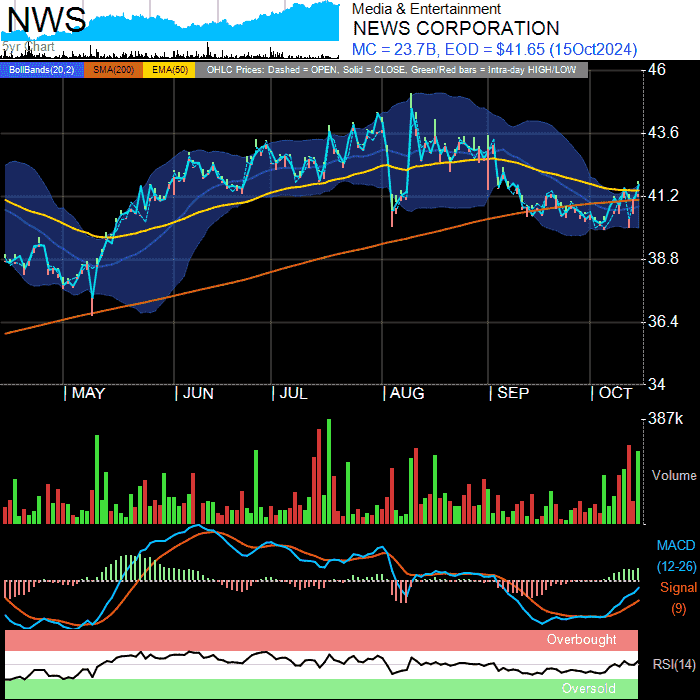 NWS
5yr Chart
Media & Entertainment
NEWS CORPORATION
MC = 23.7B, EOD = $41.65 (15Oct2024)
BollBands(20,2) SMA(200) EMA(50) OHLC Prices: Dashed = OPEN, Solid = CLOSE, Green/Red bars = Intra-day HIGH/LOW
46
43.6
41.2
38.8
36.4
34
MAY JUN JUL AUG SEP OCT
387k
Volume
MACD
(12-26)
Signal
(9)
Overbought
RSI(14)
Oversold